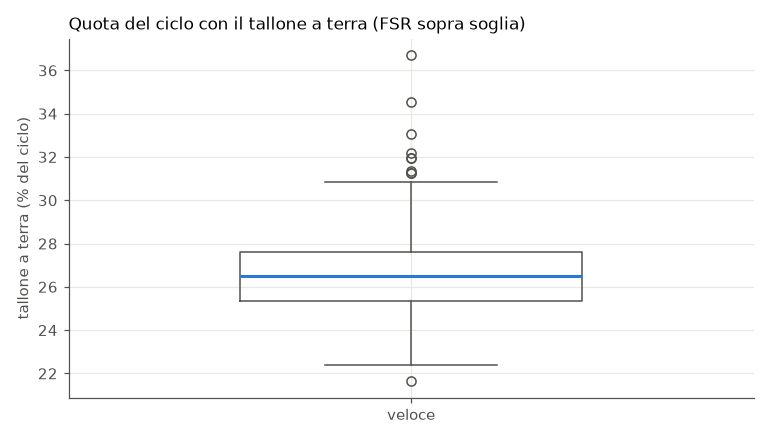 Quota del ciclo con il tallone a terra (FSR sopra soglia)
tallone a terra (% del ciclo)
36
34
32
30
28
26
24
22
veloce